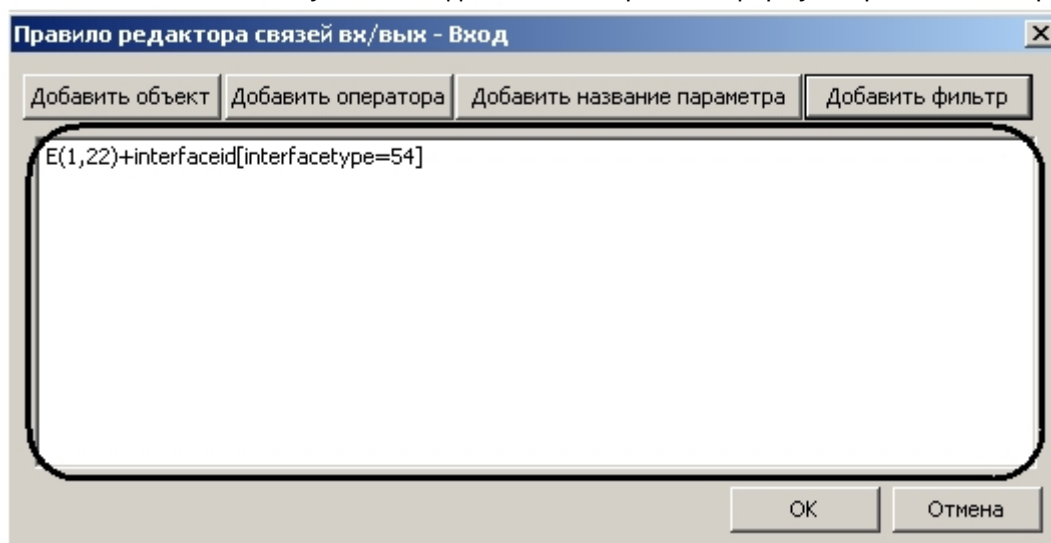 Правило редактора связей вх/вых - Вход
Добавить объект Добавить оператора Добавить название параметра Добавить фильтр
E(1,22)+interfaceid[interfacetype=54]
OK Отмена